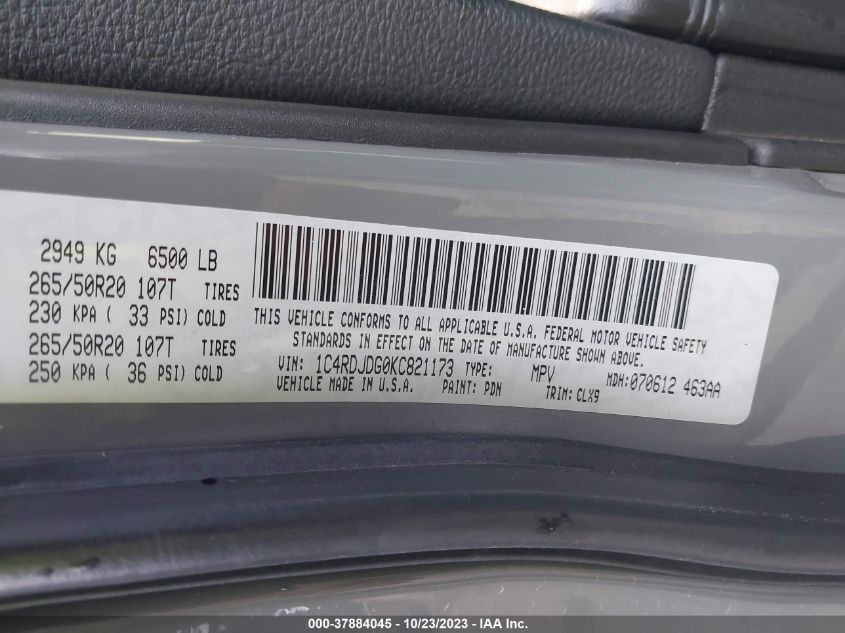 2949 KG 6500 LB
265/50R20 107T TIRES
230 KPA ( 33 PSI) COLD
265/50R20 107T TIRES
250 KPA ( 36 PSI) COLD
THIS VEHICLE CONFORMS TO ALL APPLICABLE U.S.A. FEDERAL MOTOR VEHICLE SAFETY
STANDARDS IN EFFECT ON THE DATE OF MANUFACTURE SHOWN ABOVE.
VIN: 1C4RDJDG0KC821173 TYPE: MPV MDH:070612 463AA
VEHICLE MADE IN U.S.A. PAINT: PDN TRIM: CLX9
000-37884045 - 10/23/2023 - IAA Inc.